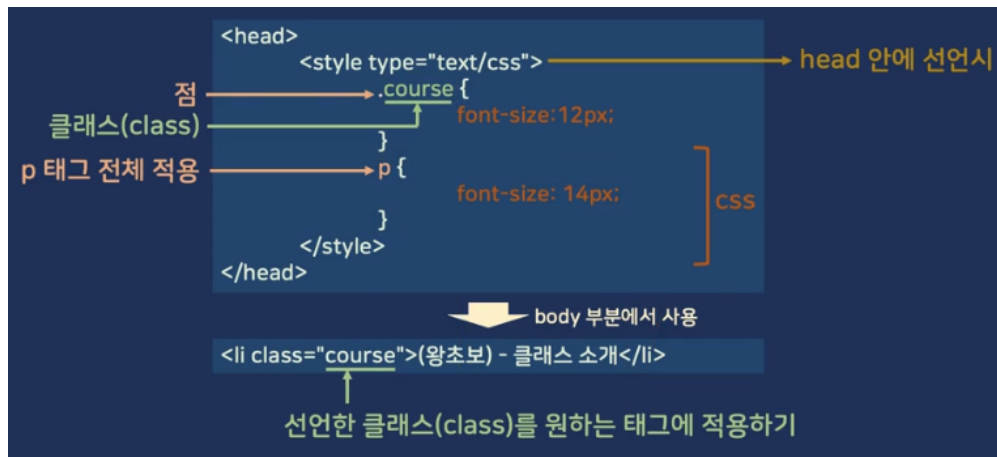 <head>
<style type="text/css"> head 안에 선언시
점 .course {
클래스(class) font-size:12px;
}
p 태그 전체 적용 p {
font-size: 14px; css
}
</style>
</head>
body 부분에서 사용
<li class="course">(왕초보) - 클래스 소개</li>
선언한 클래스(class)를 원하는 태그에 적용하기